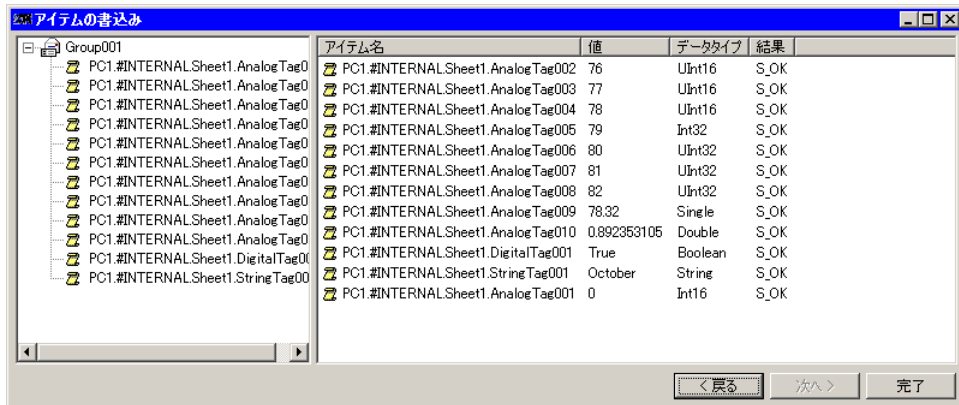 アイテムの書込み
Group001
PC1.#INTERNAL.Sheet1.AnalogTag0
PC1.#INTERNAL.Sheet1.AnalogTag0
PC1.#INTERNAL.Sheet1.AnalogTag0
PC1.#INTERNAL.Sheet1.AnalogTag0
PC1.#INTERNAL.Sheet1.AnalogTag0
PC1.#INTERNAL.Sheet1.AnalogTag0
PC1.#INTERNAL.Sheet1.AnalogTag0
PC1.#INTERNAL.Sheet1.AnalogTag0
PC1.#INTERNAL.Sheet1.AnalogTag0
PC1.#INTERNAL.Sheet1.AnalogTag0
PC1.#INTERNAL.Sheet1.DigitalTag00
PC1.#INTERNAL.Sheet1.StringTag00
アイテム名 値 データタイプ 結果
PC1.#INTERNAL.Sheet1.AnalogTag002 76 UInt16 S_OK
PC1.#INTERNAL.Sheet1.AnalogTag003 77 UInt16 S_OK
PC1.#INTERNAL.Sheet1.AnalogTag004 78 UInt16 S_OK
PC1.#INTERNAL.Sheet1.AnalogTag005 79 Int32 S_OK
PC1.#INTERNAL.Sheet1.AnalogTag006 80 UInt32 S_OK
PC1.#INTERNAL.Sheet1.AnalogTag007 81 UInt32 S_OK
PC1.#INTERNAL.Sheet1.AnalogTag008 82 UInt32 S_OK
PC1.#INTERNAL.Sheet1.AnalogTag009 78.32 Single S_OK
PC1.#INTERNAL.Sheet1.AnalogTag010 0.892353105 Double S_OK
PC1.#INTERNAL.Sheet1.DigitalTag001 True Boolean S_OK
PC1.#INTERNAL.Sheet1.StringTag001 October String S_OK
PC1.#INTERNAL.Sheet1.AnalogTag001 0 Int16 S_OK
< 戻る 次へ > 完了